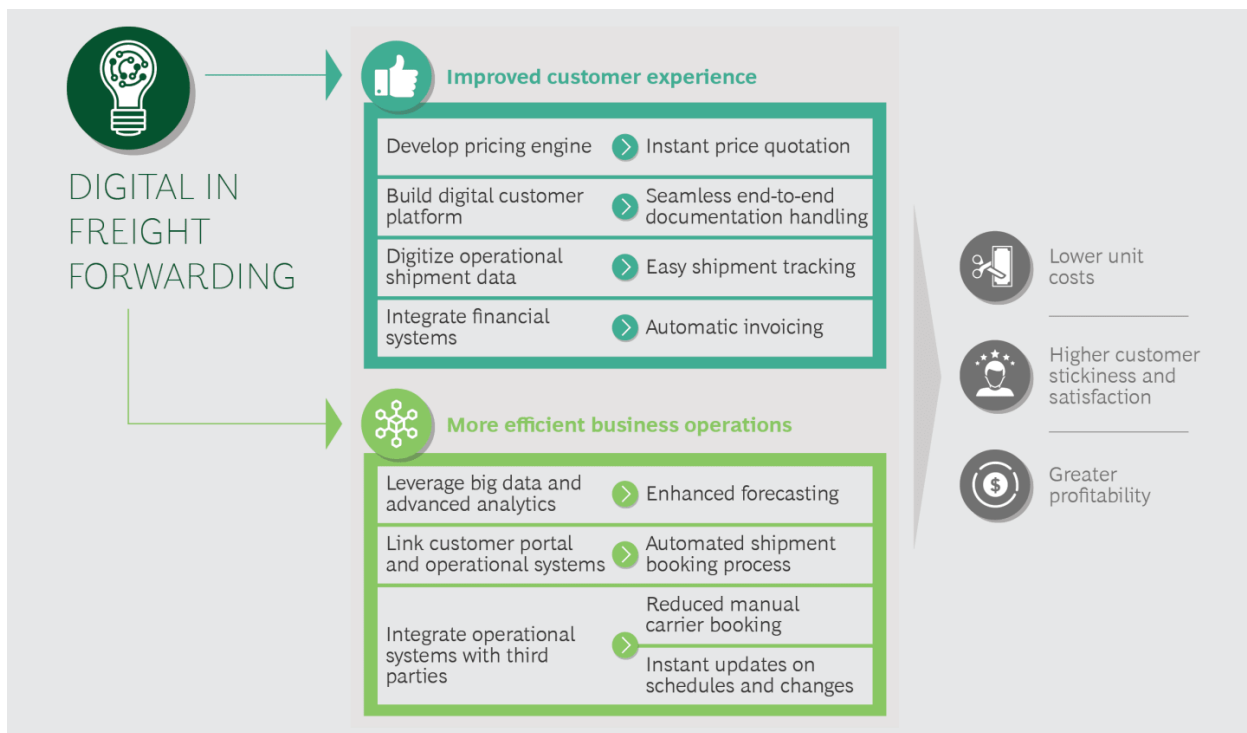 DIGITAL IN
FREIGHT
FORWARDING
Improved customer experience
Develop pricing engine
Instant price quotation
Build digital customer
platform
Seamless end-to-end
documentation handling
Digitize operational
shipment data
Easy shipment tracking
Integrate financial
systems
Automatic invoicing
More efficient business operations
Leverage big data and
advanced analytics
Enhanced forecasting
Link customer portal
and operational systems
Automated shipment
booking process
Integrate operational
systems with third
parties
Reduced manual
carrier booking
Instant updates on
schedules and changes
Lower unit
costs
Higher customer
stickiness and
satisfaction
$
Greater
profitability